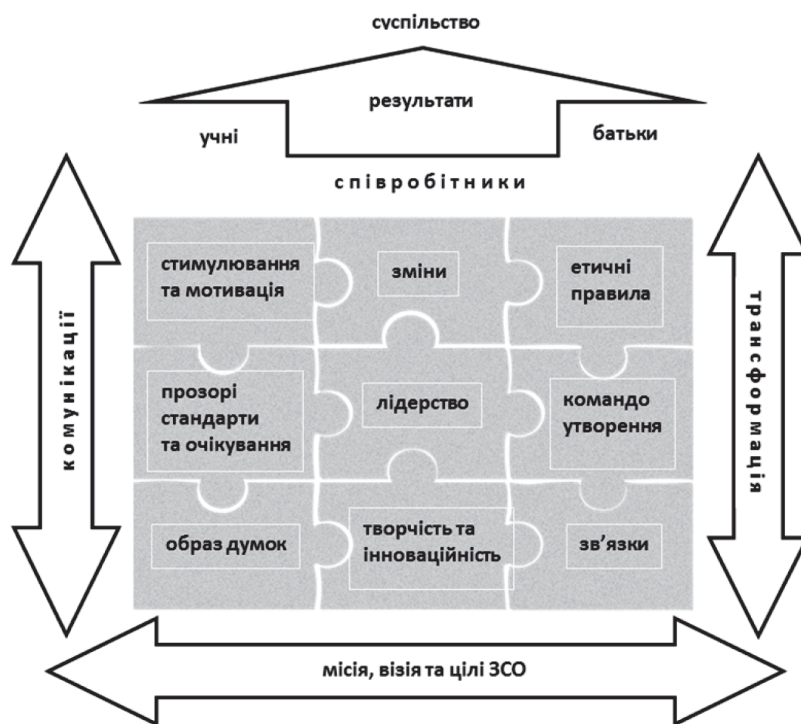 суспільство
результати
учні
батьки
співробітники
комунікації
трансформація
стимулювання
та мотивація
зміни
етичні
правила
прозорі
стандарти
та очікування
лідерство
командо
утворення
образ думок
творчість та
інноваційність
зв’язки
місія, візія та цілі ЗСО